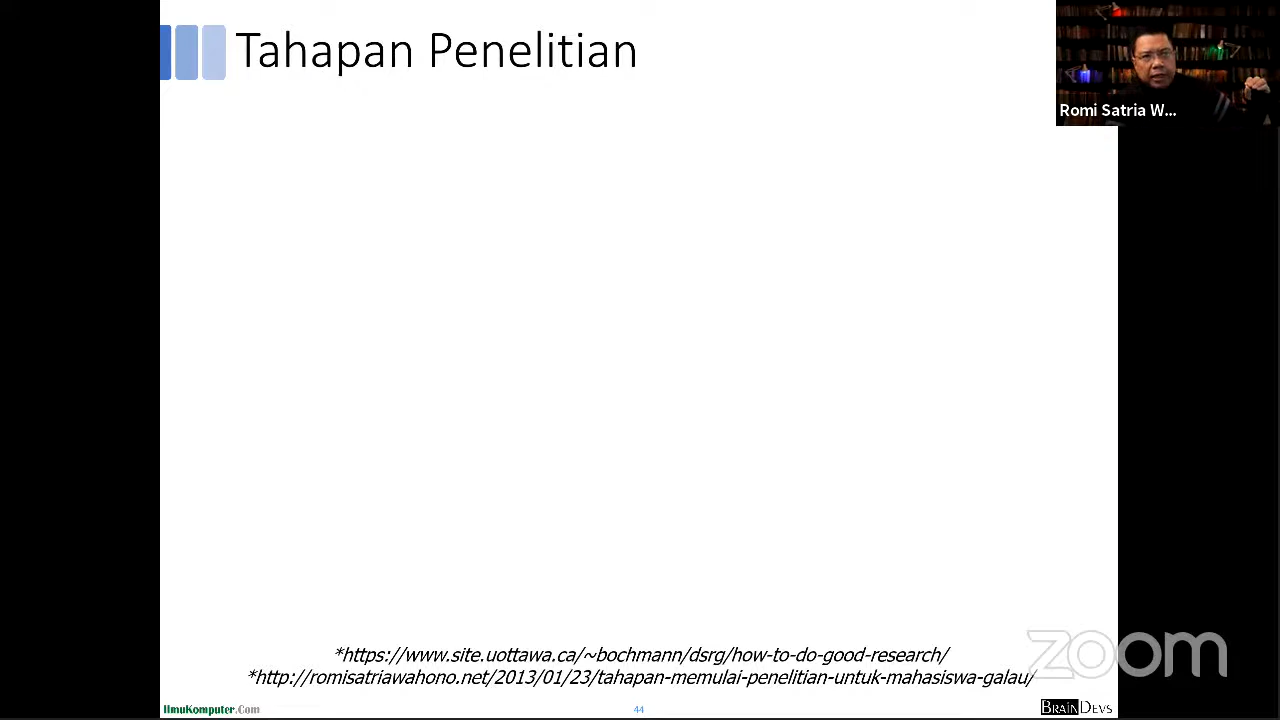 Tahapan Penelitian
Romi Satria W...
*https://www.site.uottawa.ca/~bochmann/dsrg/how-to-do-good-research/
*http://romisatriawahono.net/2013/01/23/tahapan-memulai-penelitian-untuk-mahasiswa-galau/
zoom
IlmuKomputer.Com
44
BRAINDEVS